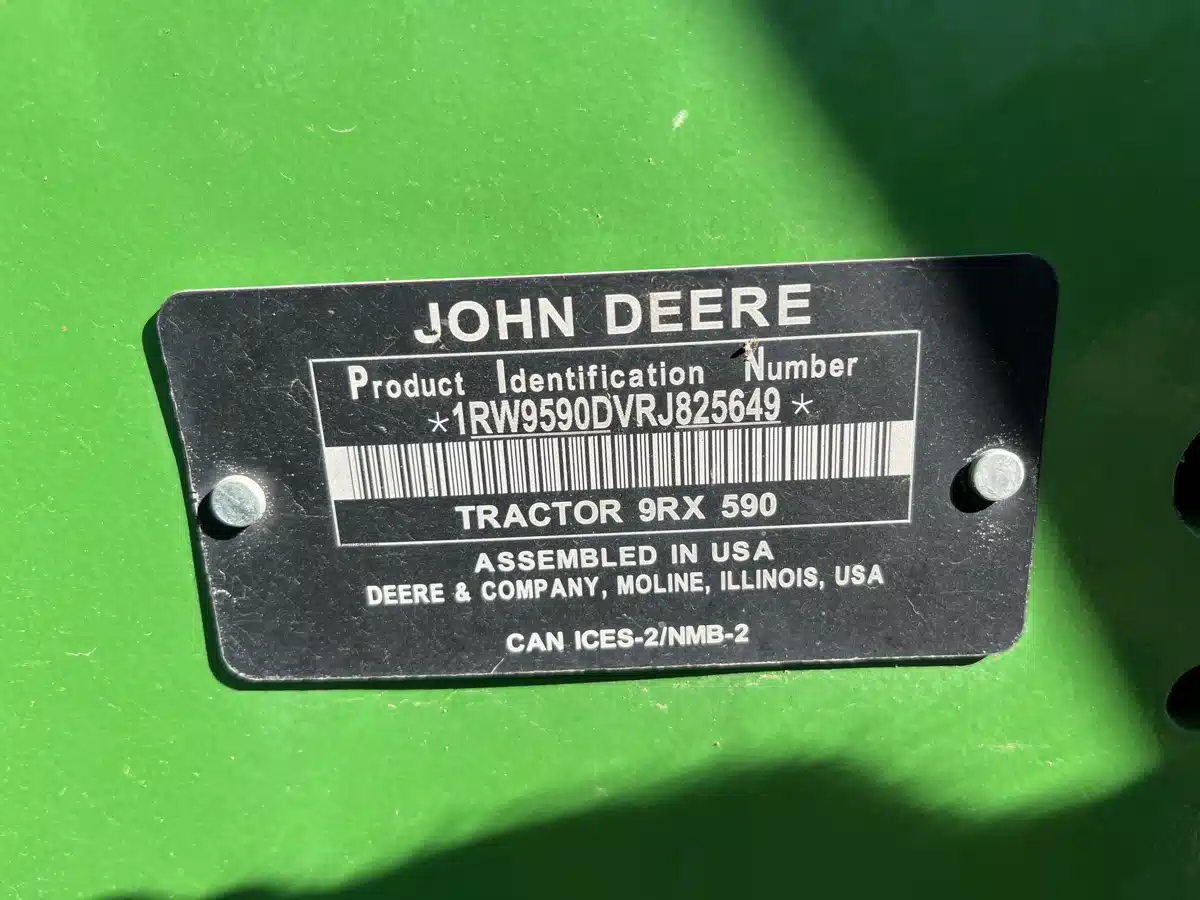 JOHN DEERE
Product Identification Number
*1RW9590DVRJ825649*
TRACTOR 9RX 590
ASSEMBLED IN USA
DEERE & COMPANY, MOLINE, ILLINOIS, USA
CAN ICES-2/NMB-2